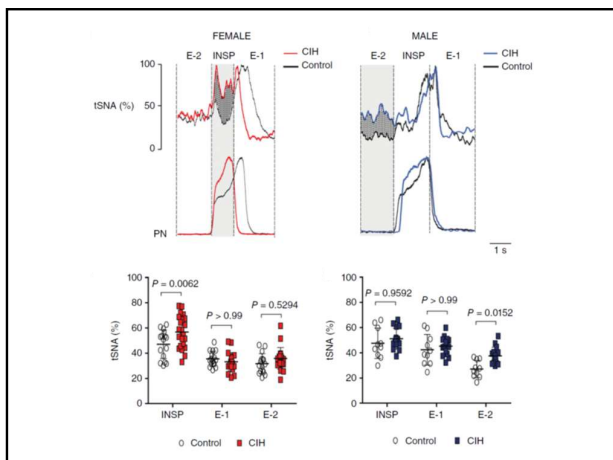 FEMALE
E-2 INSP E-1
CIH
Control
MALE
E-2 INSP E-1
CIH
Control
tSNA (%)
100
50
0
PN
1 s
tSNA (%)
100
80
60
40
20
0
P = 0.0062
P > 0.99
P = 0.5294
INSP E-1 E-2
Control CIH
tSNA (%)
100
80
60
40
20
0
P = 0.9592
P > 0.99
P = 0.0152
INSP E-1 E-2
Control CIH